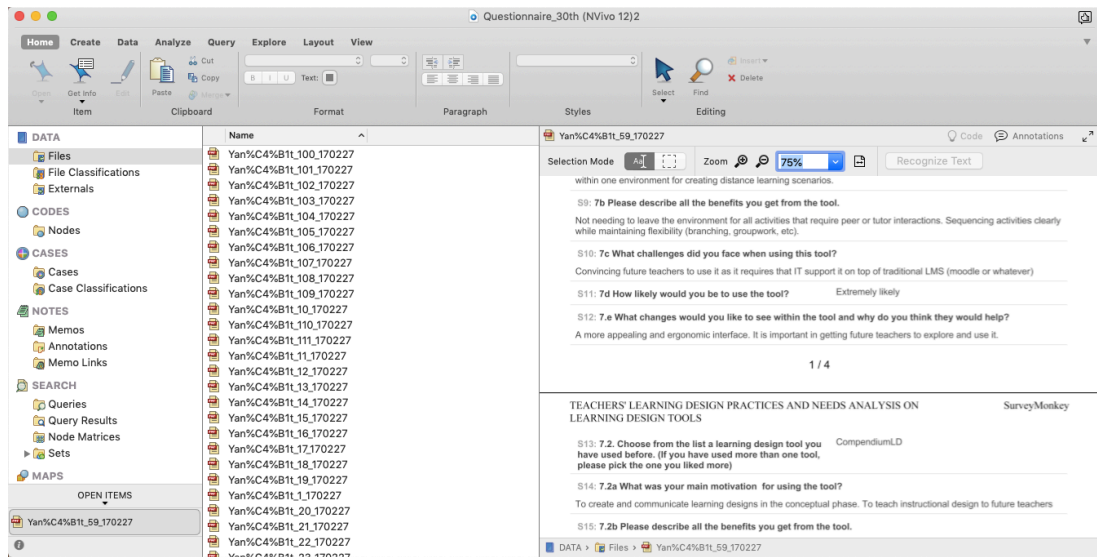 Questionnaire_30th (NVivo 12)2
Home Create Data Analyze Query Explore Layout View
Open Get Info Edit Paste Cut Copy Merge B I U Text: Select Find Insert Delete
Item Clipboard Format Paragraph Styles Editing
DATA
Files
File Classifications
Externals
CODES
Nodes
CASES
Cases
Case Classifications
NOTES
Memos
Annotations
Memo Links
SEARCH
Queries
Query Results
Node Matrices
Sets
MAPS
OPEN ITEMS
Yan%C4%B1t_59_170227
Name
Yan%C4%B1t_100_170227
Yan%C4%B1t_101_170227
Yan%C4%B1t_102_170227
Yan%C4%B1t_103_170227
Yan%C4%B1t_104_170227
Yan%C4%B1t_105_170227
Yan%C4%B1t_106_170227
Yan%C4%B1t_107_170227
Yan%C4%B1t_108_170227
Yan%C4%B1t_109_170227
Yan%C4%B1t_10_170227
Yan%C4%B1t_110_170227
Yan%C4%B1t_111_170227
Yan%C4%B1t_11_170227
Yan%C4%B1t_12_170227
Yan%C4%B1t_13_170227
Yan%C4%B1t_14_170227
Yan%C4%B1t_15_170227
Yan%C4%B1t_16_170227
Yan%C4%B1t_17_170227
Yan%C4%B1t_18_170227
Yan%C4%B1t_19_170227
Yan%C4%B1t_1_170227
Yan%C4%B1t_20_170227
Yan%C4%B1t_21_170227
Yan%C4%B1t_22_170227
Yan%C4%B1t_23_170227
Yan%C4%B1t_59_170227 Code Annotations
Selection Mode Zoom 75% Recognize Text
within one environment for creating distance learning scenarios.
S9: 7b Please describe all the benefits you get from the tool.
Not needing to leave the environment for all activities that require peer or tutor interactions. Sequencing activities clearly
while maintaining flexibility (branching, groupwork, etc).
S10: 7c What challenges did you face when using this tool?
Convincing future teachers to use it as it requires that IT support it on top of traditional LMS (moodle or whatever)
S11: 7d How likely would you be to use the tool? Extremely likely
S12: 7.e What changes would you like to see within the tool and why do you think they would help?
A more appealing and ergonomic interface. It is important in getting future teachers to explore and use it.
1 / 4
TEACHERS' LEARNING DESIGN PRACTICES AND NEEDS ANALYSIS ON SurveyMonkey
LEARNING DESIGN TOOLS
S13: 7.2. Choose from the list a learning design tool you CompendiumLD
have used before. (If you have used more than one tool,
please pick the one you liked more)
S14: 7.2a What was your main motivation for using the tool?
To create and communicate learning designs in the conceptual phase. To teach instructional design to future teachers
S15: 7.2b Please describe all the benefits you get from the tool.
DATA › Files › Yan%C4%B1t_59_170227